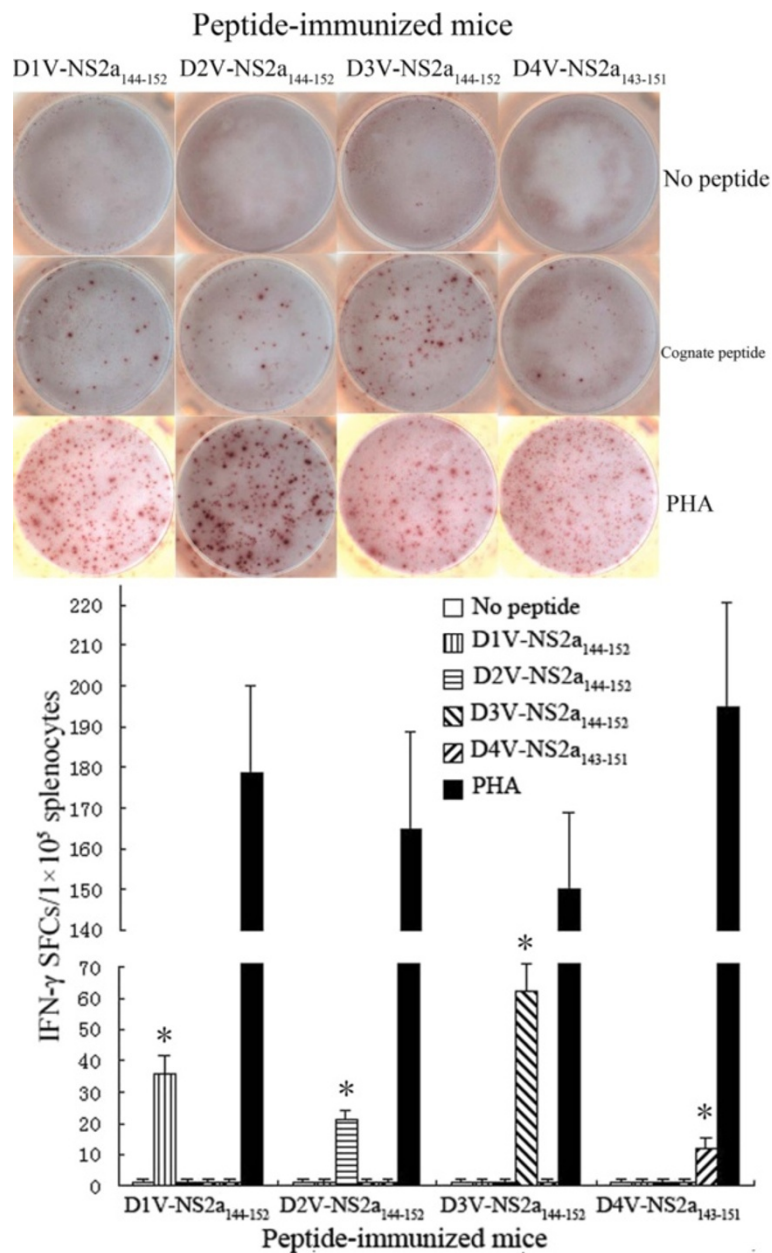 Peptide-immunized mice
D1V-NS2a144-152 D2V-NS2a144-152 D3V-NS2a144-152 D4V-NS2a143-151
No peptide
Cognate peptide
PHA
IFN-γ SFCs/1×10⁵ splenocytes
220
210
200
190
180
170
160
150
140
70
60
50
40
30
20
10
0
No peptide
D1V-NS2a144-152
D2V-NS2a144-152
D3V-NS2a144-152
D4V-NS2a143-151
PHA
*
*
*
*
D1V-NS2a144-152 D2V-NS2a144-152 D3V-NS2a144-152 D4V-NS2a143-151
Peptide-immunized mice